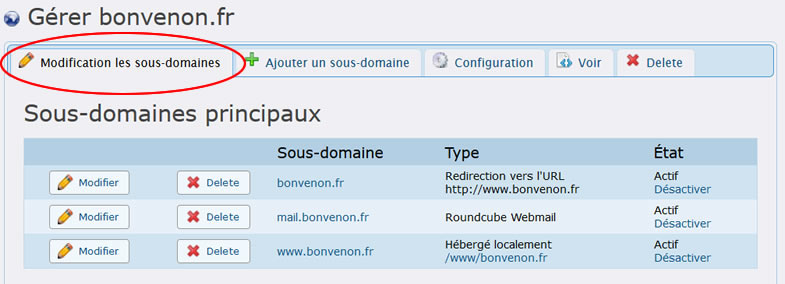 Gérer bonvenon.fr
Modification les sous-domaines Ajouter un sous-domaine Configuration Voir Delete
Sous-domaines principaux
Sous-domaine Type État
Modifier Delete bonvenon.fr Redirection vers l'URL http://www.bonvenon.fr Actif Désactiver
Modifier Delete mail.bonvenon.fr Roundcube Webmail Actif Désactiver
Modifier Delete www.bonvenon.fr Hébergé localement /www/bonvenon.fr Actif Désactiver